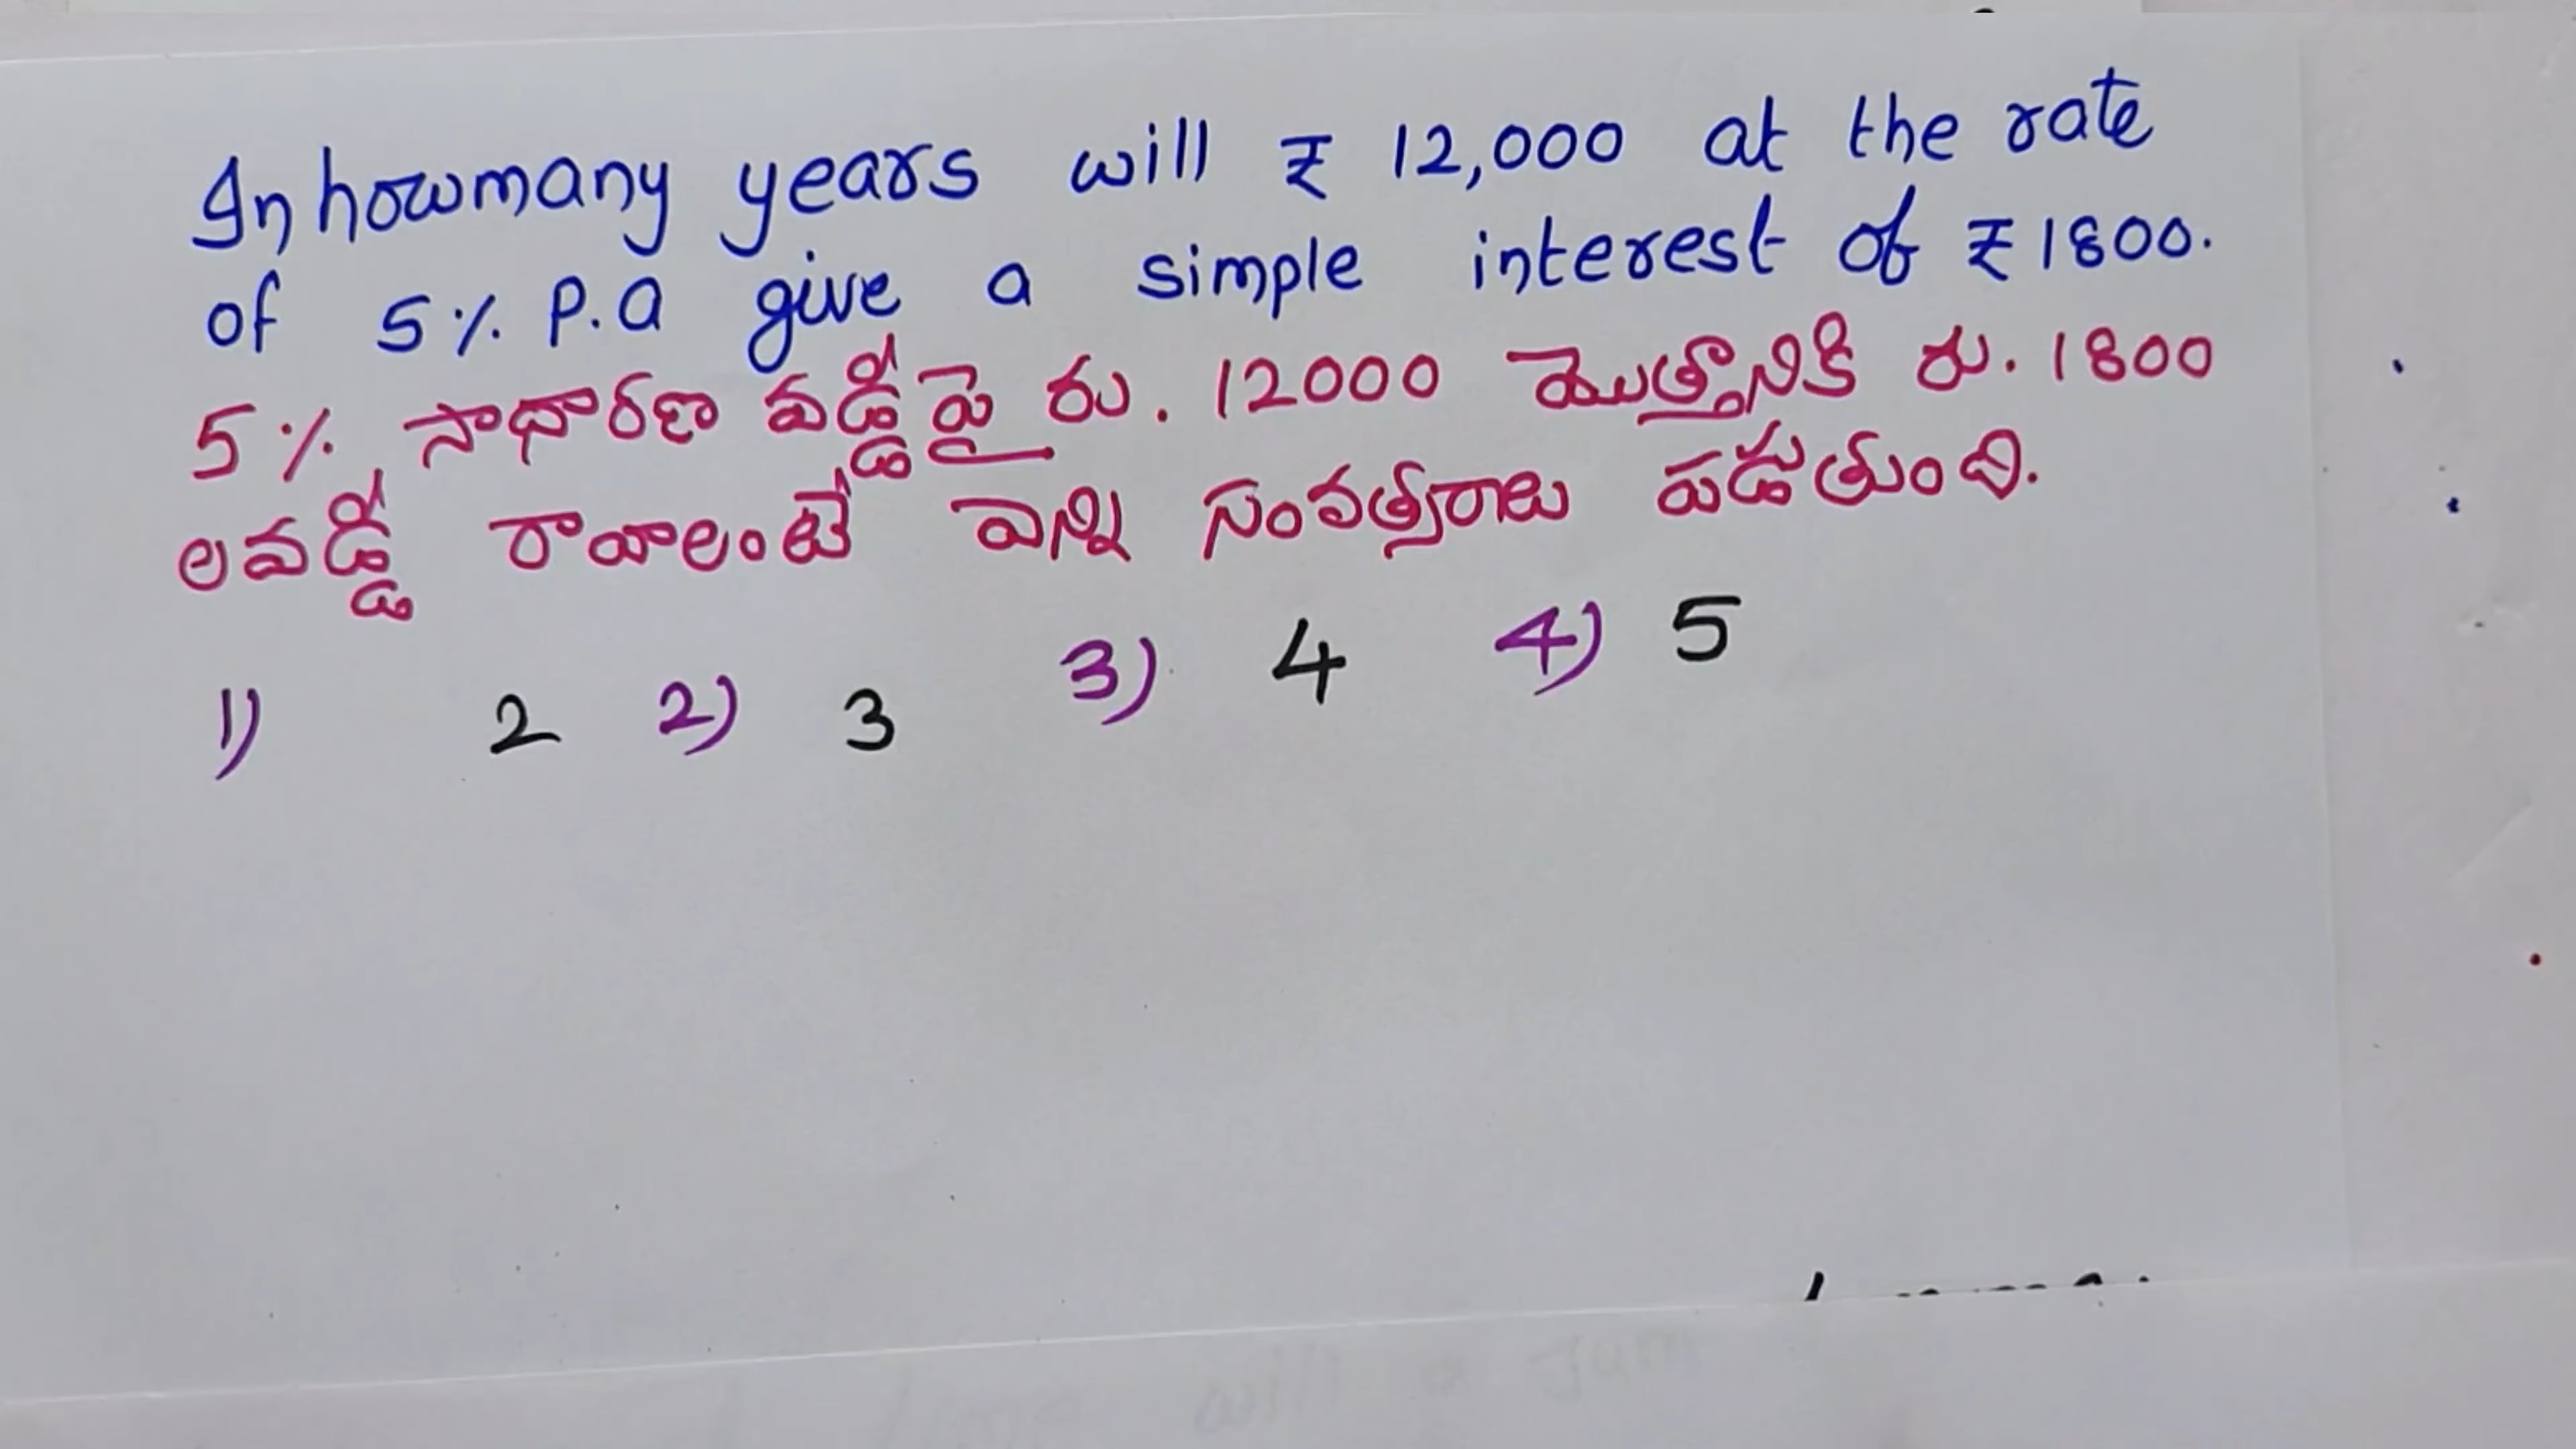 In howmany years will ₹ 12,000 at the rate
of 5% P.a give a simple interest of ₹ 1800.
5% సాధారణ వడ్డీపై రు. 12000 మొత్తానికి రు. 1800
లవడ్డీ రావాలంటే ఎన్ని సంవత్సరాలు పడుతుంది.
1) 2 2) 3 3) 4 4) 5